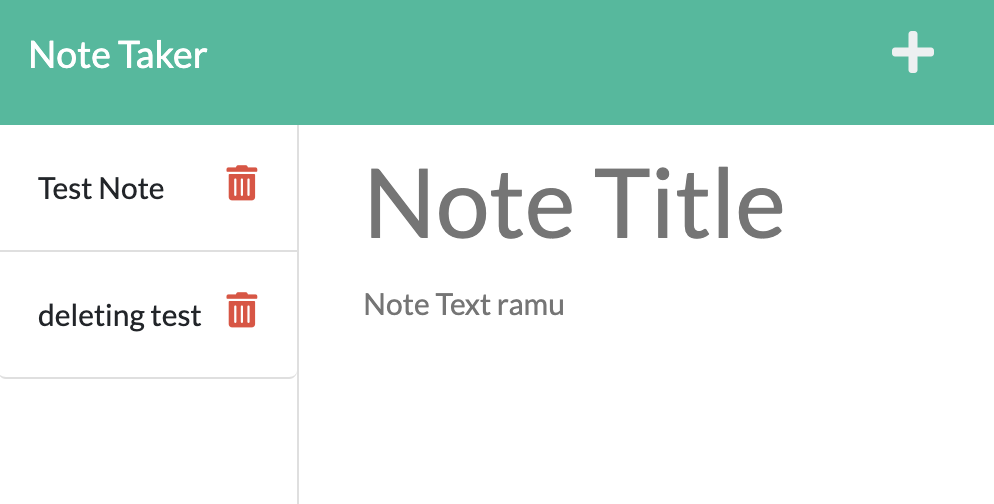 Note Taker
Test Note
deleting test
Note Title
Note Text ramu